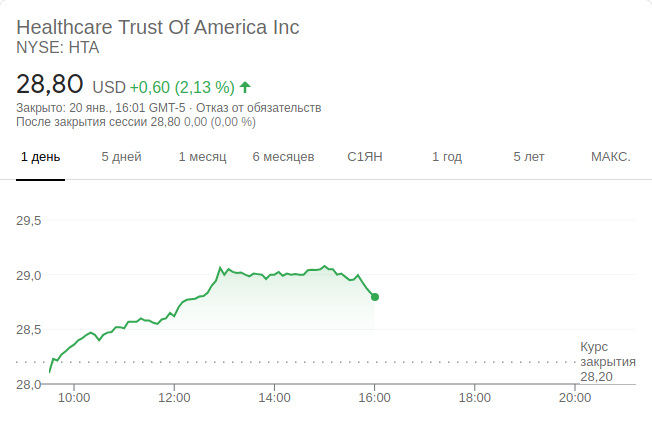 Healthcare Trust Of America Inc
NYSE: HTA
28,80 USD +0,60 (2,13 %)
Закрыто: 20 янв., 16:01 GMT-5 · Отказ от обязательств
После закрытия сессии 28,80 0,00 (0,00 %)
1 день 5 дней 1 месяц 6 месяцев С1ЯН 1 год 5 лет МАКС.
29,5
29,0
28,5
Курс
закрытия
28,20
28,0
10:00 12:00 14:00 16:00 18:00 20:00